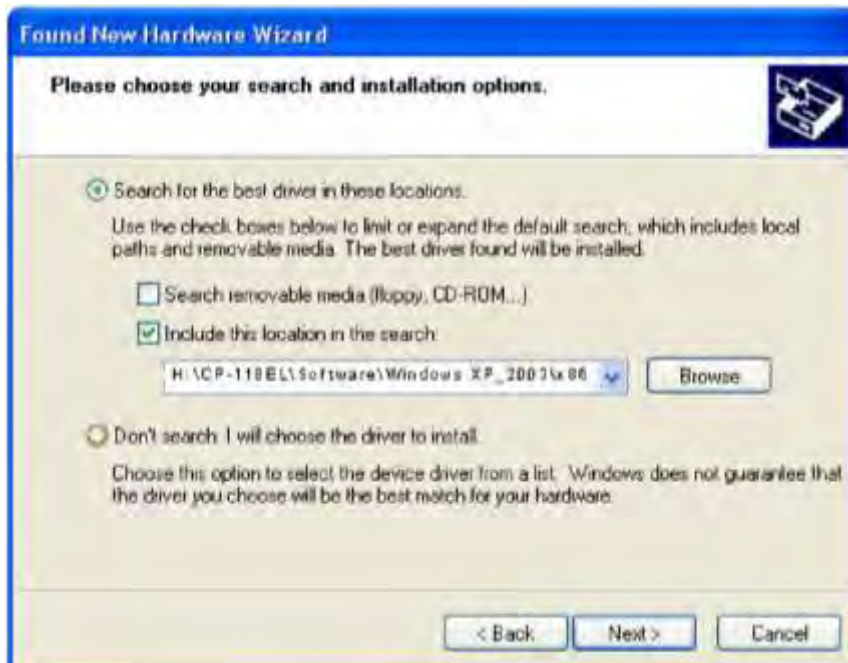 Found New Hardware Wizard
Please choose your search and installation options.
Search for the best driver in these locations.
Use the check boxes below to limit or expand the default search, which includes local
paths and removable media. The best driver found will be installed.
Search removable media (floppy, CD-ROM...)
Include this location in the search:
H:\CP-118EL\Software\Windows XP_2003\x86
Browse
Don't search. I will choose the driver to install.
Choose this option to select the device driver from a list. Windows does not guarantee that
the driver you choose will be the best match for your hardware.
< Back
Next >
Cancel